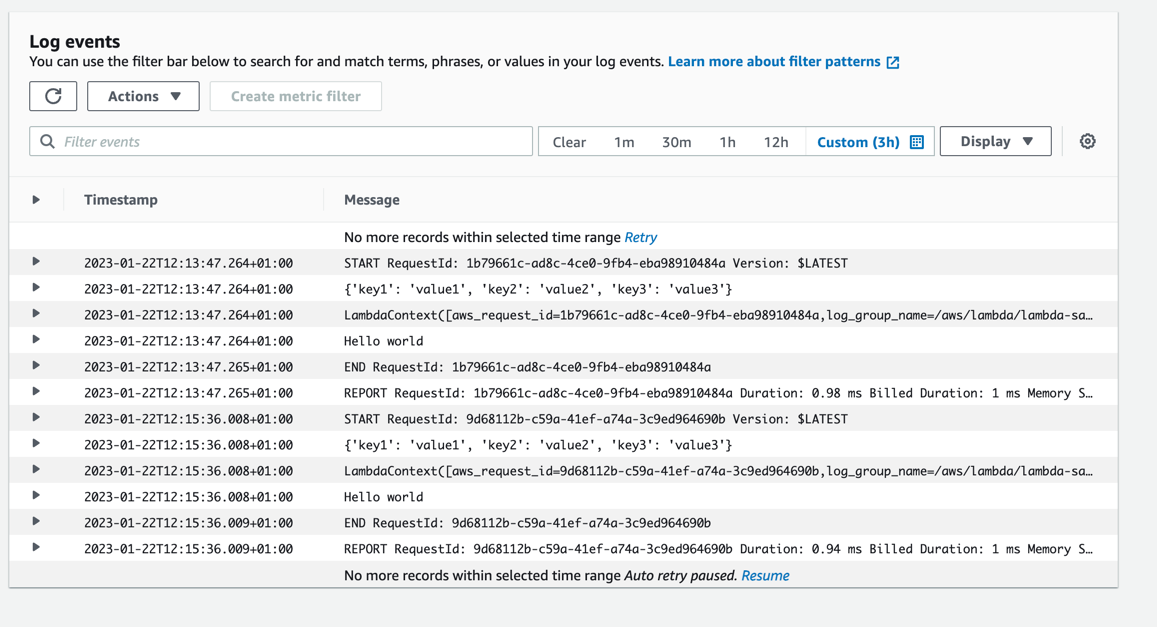 Log events
You can use the filter bar below to search for and match terms, phrases, or values in your log events. Learn more about filter patterns
Actions Create metric filter
Filter events Clear 1m 30m 1h 12h Custom (3h) Display
Timestamp Message
No more records within selected time range Retry
2023-01-22T12:13:47.264+01:00 START RequestId: 1b79661c-ad8c-4ce0-9fb4-eba98910484a Version: $LATEST
2023-01-22T12:13:47.264+01:00 {'key1': 'value1', 'key2': 'value2', 'key3': 'value3'}
2023-01-22T12:13:47.264+01:00 LambdaContext([aws_request_id=1b79661c-ad8c-4ce0-9fb4-eba98910484a,log_group_name=/aws/lambda/lambda-sa…
2023-01-22T12:13:47.264+01:00 Hello world
2023-01-22T12:13:47.265+01:00 END RequestId: 1b79661c-ad8c-4ce0-9fb4-eba98910484a
2023-01-22T12:13:47.265+01:00 REPORT RequestId: 1b79661c-ad8c-4ce0-9fb4-eba98910484a Duration: 0.98 ms Billed Duration: 1 ms Memory S…
2023-01-22T12:15:36.008+01:00 START RequestId: 9d68112b-c59a-41ef-a74a-3c9ed964690b Version: $LATEST
2023-01-22T12:15:36.008+01:00 {'key1': 'value1', 'key2': 'value2', 'key3': 'value3'}
2023-01-22T12:15:36.008+01:00 LambdaContext([aws_request_id=9d68112b-c59a-41ef-a74a-3c9ed964690b,log_group_name=/aws/lambda/lambda-sa…
2023-01-22T12:15:36.008+01:00 Hello world
2023-01-22T12:15:36.009+01:00 END RequestId: 9d68112b-c59a-41ef-a74a-3c9ed964690b
2023-01-22T12:15:36.009+01:00 REPORT RequestId: 9d68112b-c59a-41ef-a74a-3c9ed964690b Duration: 0.94 ms Billed Duration: 1 ms Memory S…
No more records within selected time range Auto retry paused. Resume